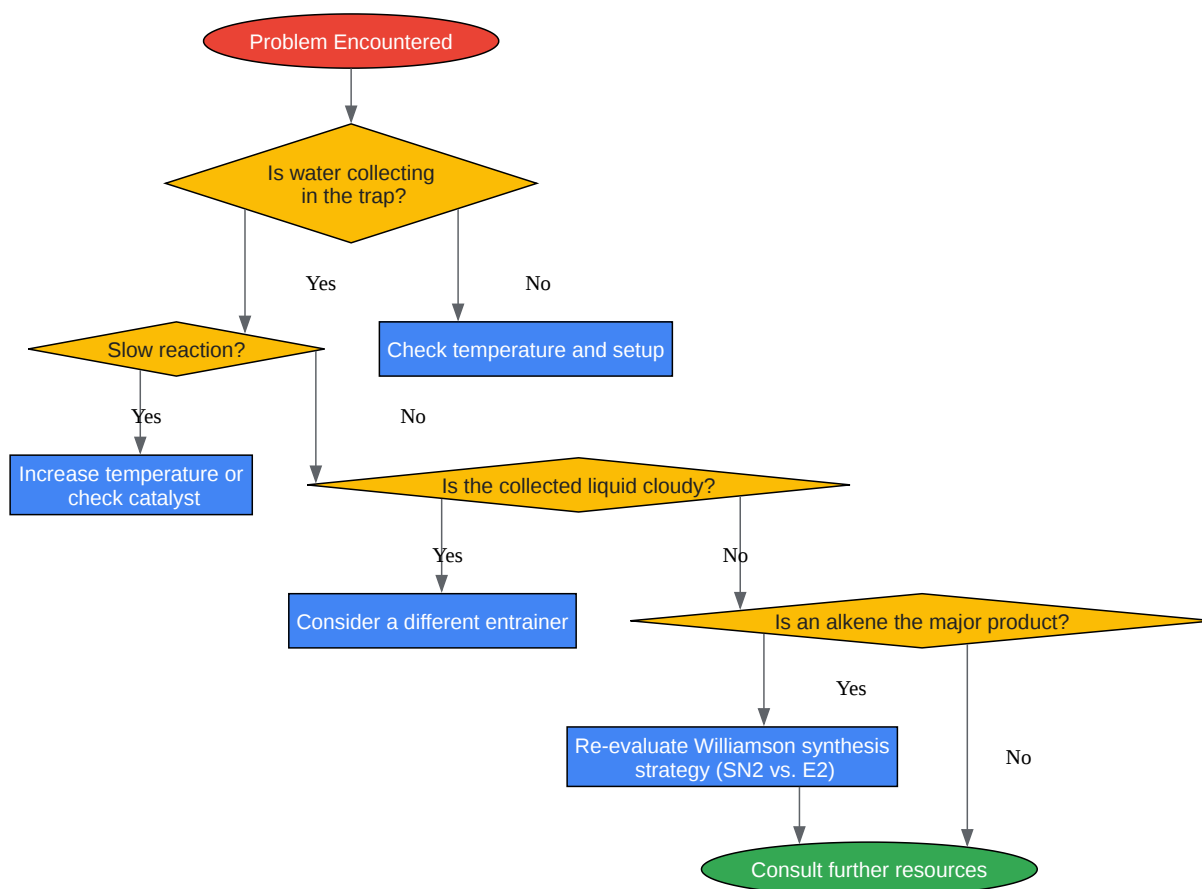 Problem Encountered
Is water collecting
in the trap?
Yes
No
Slow reaction?
Check temperature and setup
Yes
No
Increase temperature or
check catalyst
Is the collected liquid cloudy?
Yes
No
Consider a different entrainer
Is an alkene the major product?
Yes
Re-evaluate Williamson synthesis
strategy (SN2 vs. E2)
No
Consult further resources